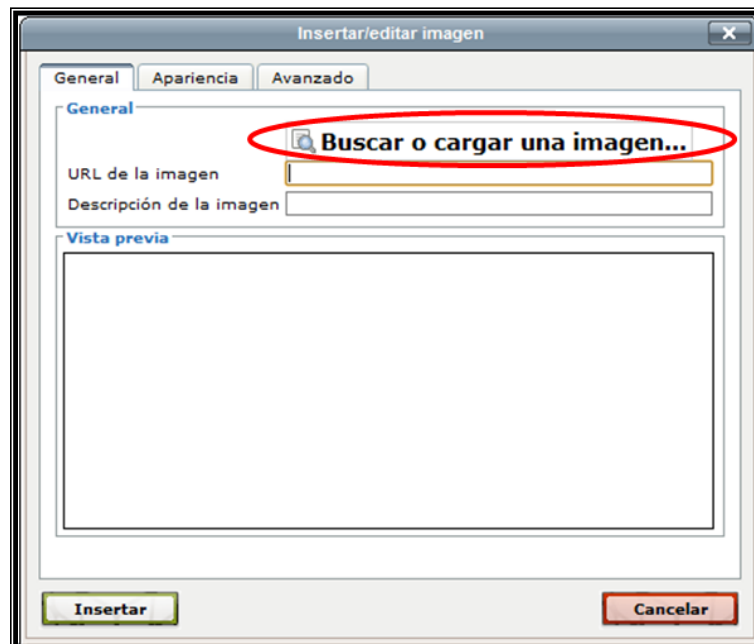 Insertar/editar imagen
General Apariencia Avanzado
General
Buscar o cargar una imagen...
URL de la imagen
Descripción de la imagen
Vista previa
Insertar Cancelar